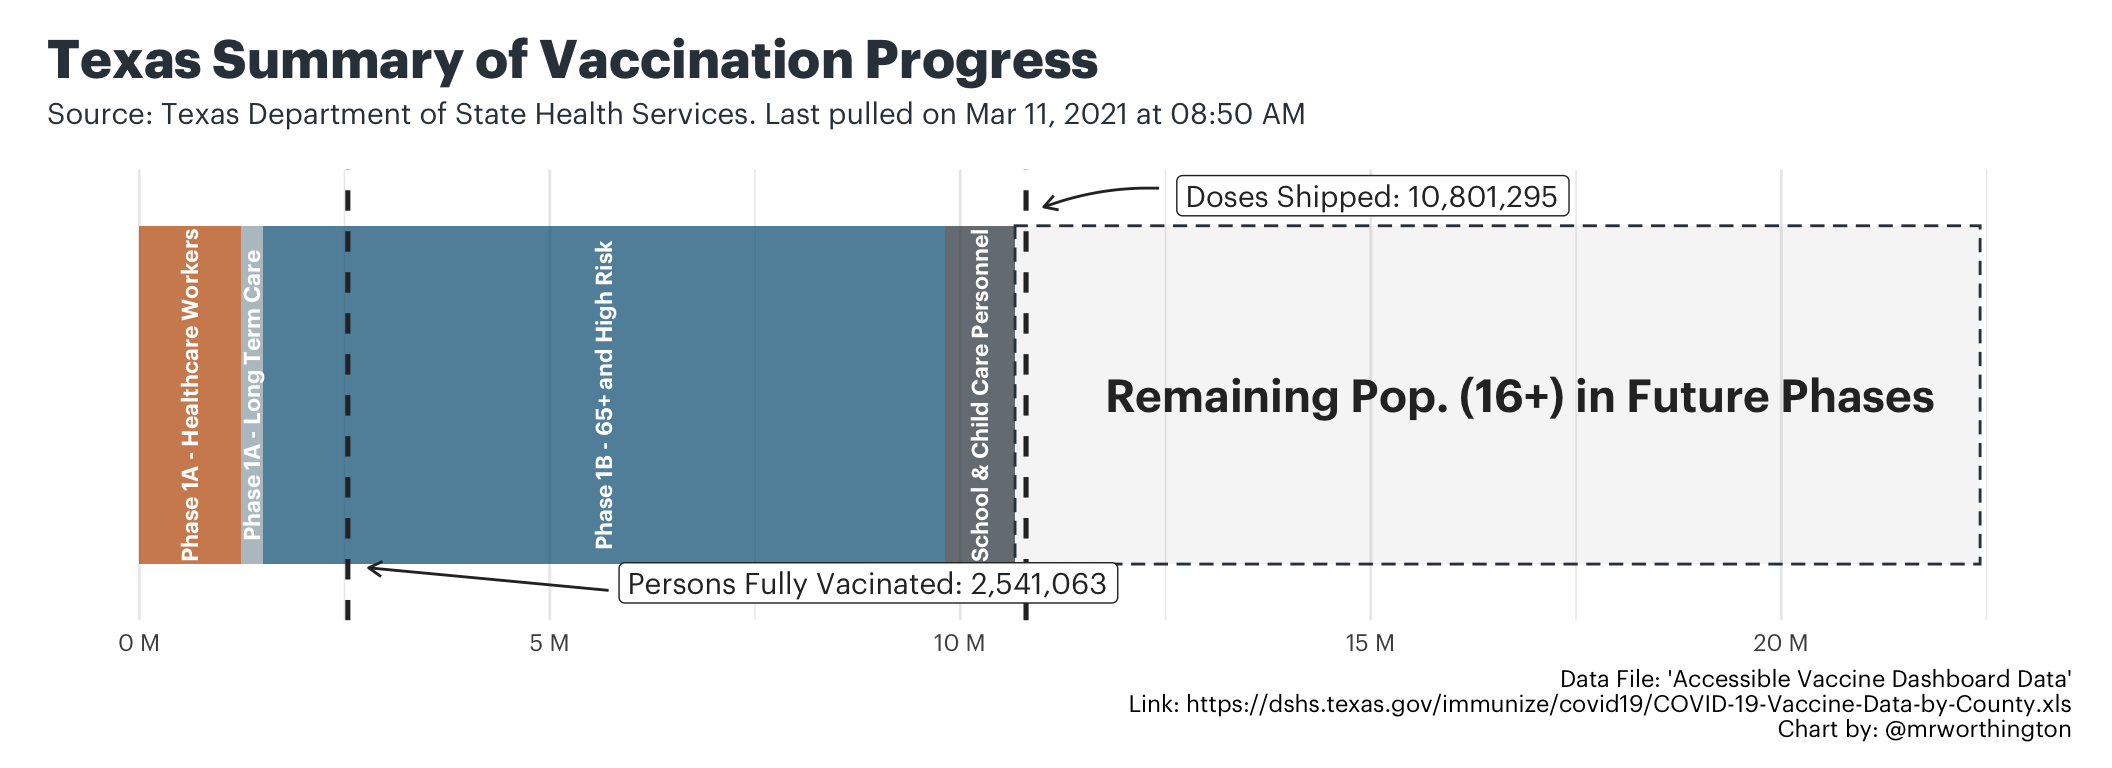 Texas Summary of Vaccination Progress
Source: Texas Department of State Health Services. Last pulled on Mar 11, 2021 at 08:50 AM
Doses Shipped: 10,801,295
Phase 1A - Healthcare Workers
Phase 1A - Long Term Care
Phase 1B - 65+ and High Risk
School & Child Care Personnel
Remaining Pop. (16+) in Future Phases
Persons Fully Vacinated: 2,541,063
0 M
5 M
10 M
15 M
20 M
Data File: 'Accessible Vaccine Dashboard Data'
Link: https://dshs.texas.gov/immunize/covid19/COVID-19-Vaccine-Data-by-County.xls
Chart by: @mrworthington